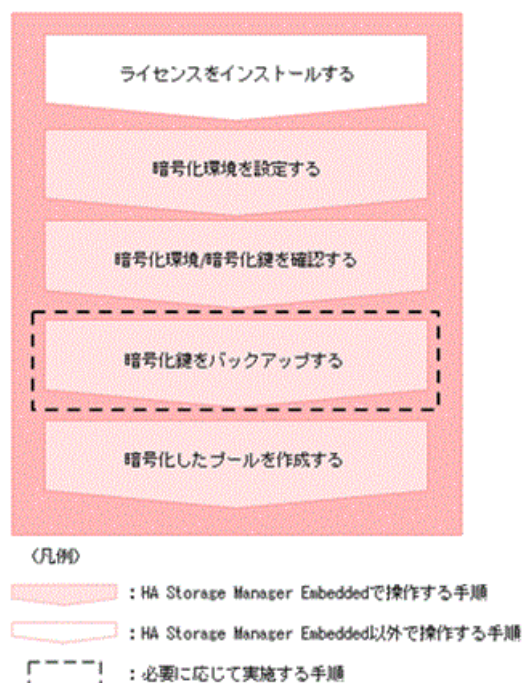 ライセンスをインストールする
暗号化環境を設定する
暗号化環境/暗号化鍵を確認する
暗号化鍵をバックアップする
暗号化したプールを作成する
〈凡例〉
：HA Storage Manager Embeddedで操作する手順
：HA Storage Manager Embedded以外で操作する手順
：必要に応じて実施する手順